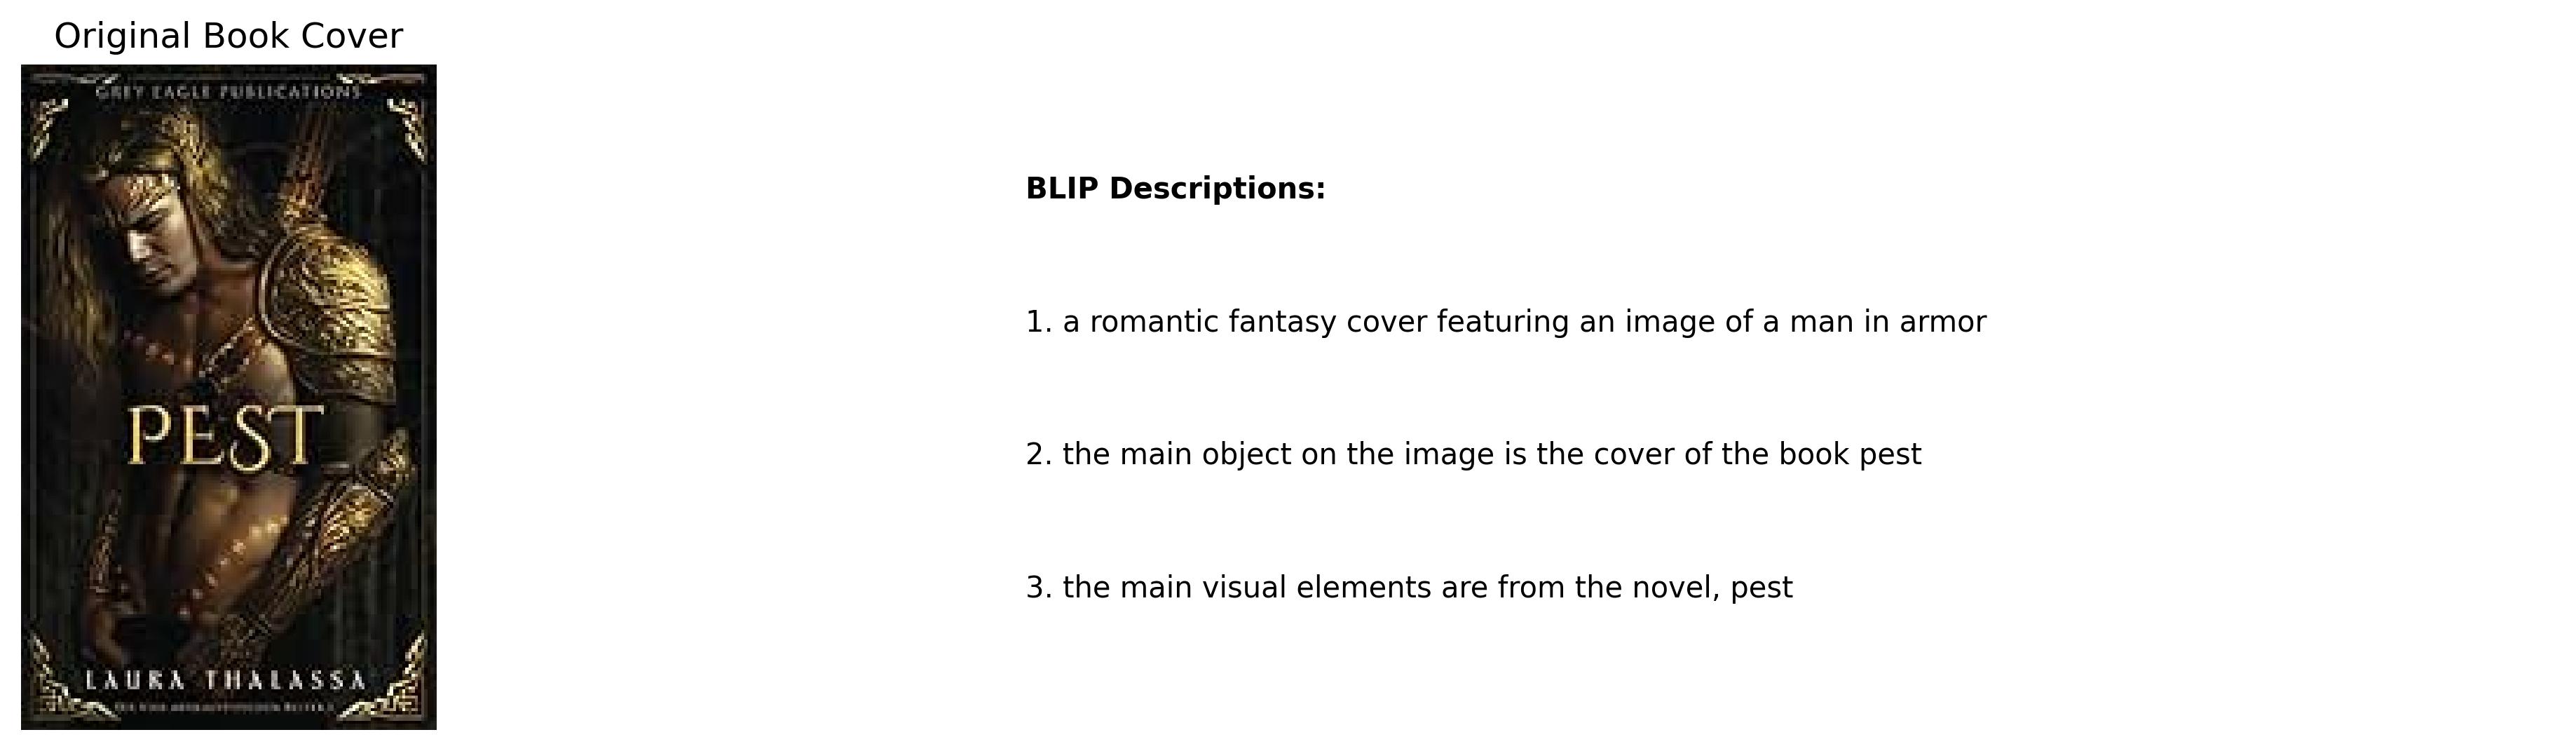 Original Book Cover
GREY EAGLE PUBLICATIONS
PEST
LAURA THALASSA
BLIP Descriptions:
1. a romantic fantasy cover featuring an image of a man in armor
2. the main object on the image is the cover of the book pest
3. the main visual elements are from the novel, pest